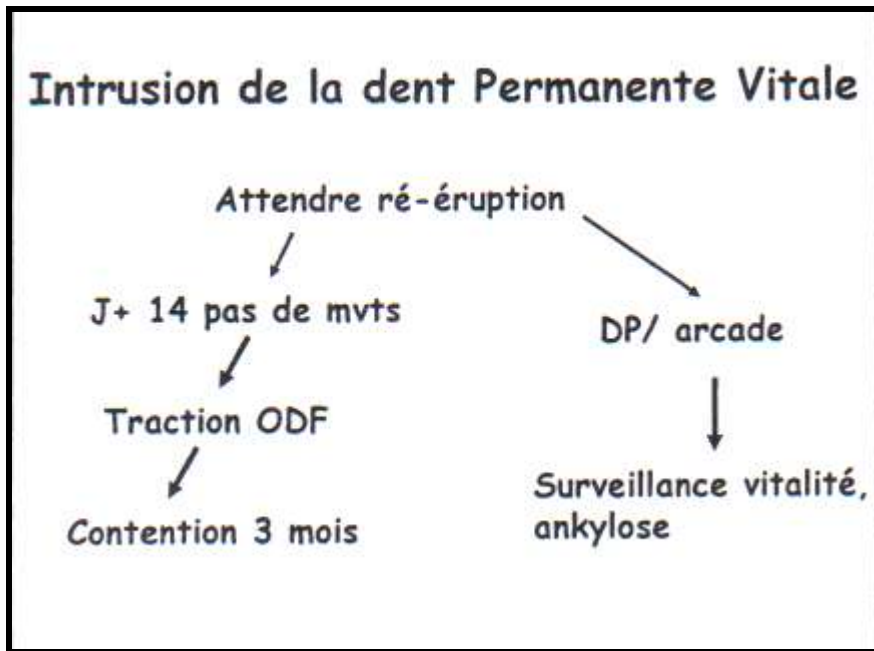 Intrusion de la dent Permanente Vitale
Attendre ré-éruption
J+ 14 pas de mvts
DP/ arcade
Traction ODF
Surveillance vitalité,
ankylose
Contention 3 mois